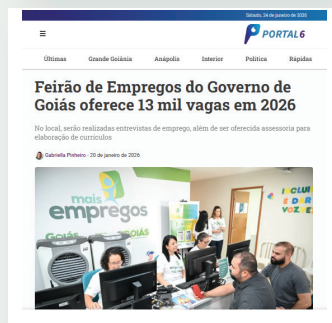 Sábado, 24 de janeiro de 2026
PORTAL6
Últimas Grande Goiânia Anápolis Interior Política Rápidas
Feirão de Empregos do Governo de
Goiás oferece 13 mil vagas em 2026
No local, serão realizadas entrevistas de emprego, além de ser oferecida assessoria para
elaboração de currículos
Gabriella Pinheiro - 20 de janeiro de 2026
mais
empregos
GOIÁS
GOIÁS
INCLUI
E DAR
VOZ